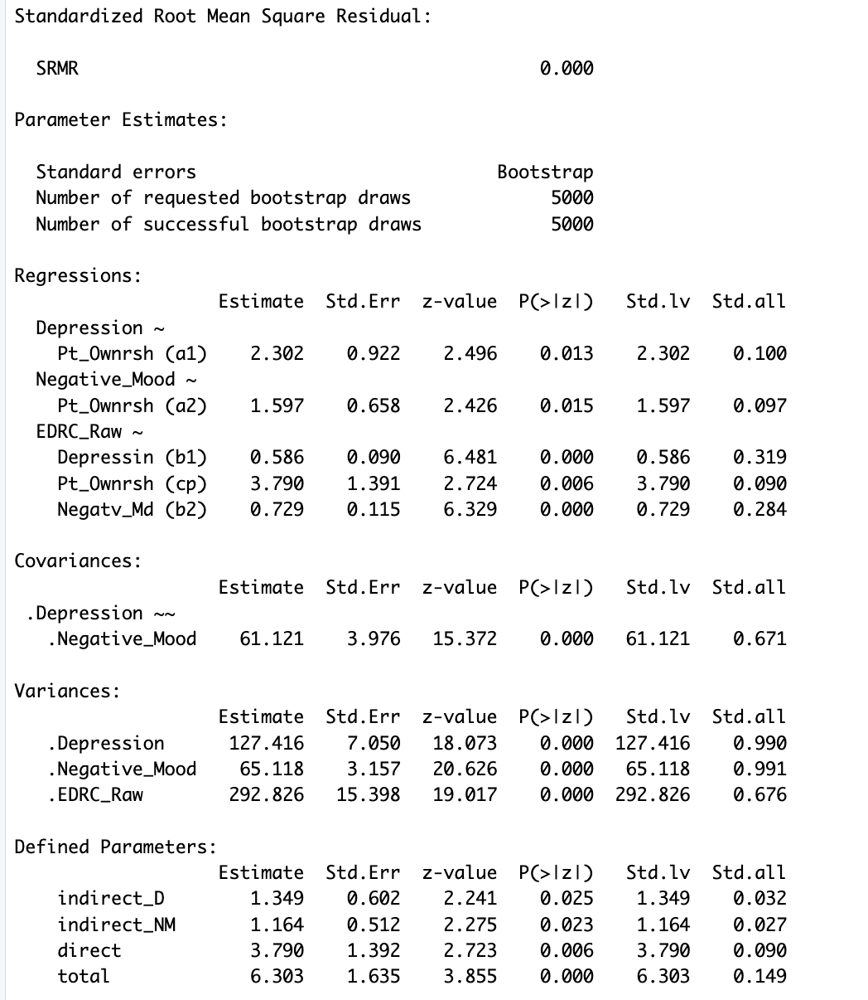 Standardized Root Mean Square Residual:
SRMR 0.000
Parameter Estimates:
Standard errors Bootstrap
Number of requested bootstrap draws 5000
Number of successful bootstrap draws 5000
Regressions:
Estimate Std.Err z-value P(>|z|) Std.lv Std.all
Depression ~
Pt_Ownrsh (a1) 2.302 0.922 2.496 0.013 2.302 0.100
Negative_Mood ~
Pt_Ownrsh (a2) 1.597 0.658 2.426 0.015 1.597 0.097
EDRC_Raw ~
Depressin (b1) 0.586 0.090 6.481 0.000 0.586 0.319
Pt_Ownrsh (cp) 3.790 1.391 2.724 0.006 3.790 0.090
Negatv_Md (b2) 0.729 0.115 6.329 0.000 0.729 0.284
Covariances:
Estimate Std.Err z-value P(>|z|) Std.lv Std.all
.Depression ~~
.Negative_Mood 61.121 3.976 15.372 0.000 61.121 0.671
Variances:
Estimate Std.Err z-value P(>|z|) Std.lv Std.all
.Depression 127.416 7.050 18.073 0.000 127.416 0.990
.Negative_Mood 65.118 3.157 20.626 0.000 65.118 0.991
.EDRC_Raw 292.826 15.398 19.017 0.000 292.826 0.676
Defined Parameters:
Estimate Std.Err z-value P(>|z|) Std.lv Std.all
indirect_D 1.349 0.602 2.241 0.025 1.349 0.032
indirect_NM 1.164 0.512 2.275 0.023 1.164 0.027
direct 3.790 1.392 2.723 0.006 3.790 0.090
total 6.303 1.635 3.855 0.000 6.303 0.149